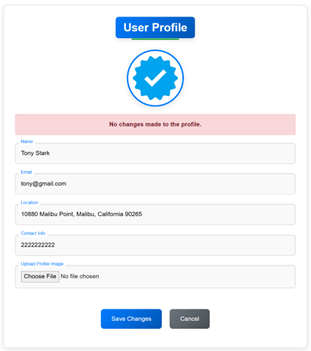 User Profile
No changes made to the profile.
Name
Tony Stark
Email
tony@gmail.com
Location
10880 Malibu Point, Malibu, California 90265
Contact Info
2222222222
Upload Profile Image
Choose File No file chosen
Save Changes Cancel